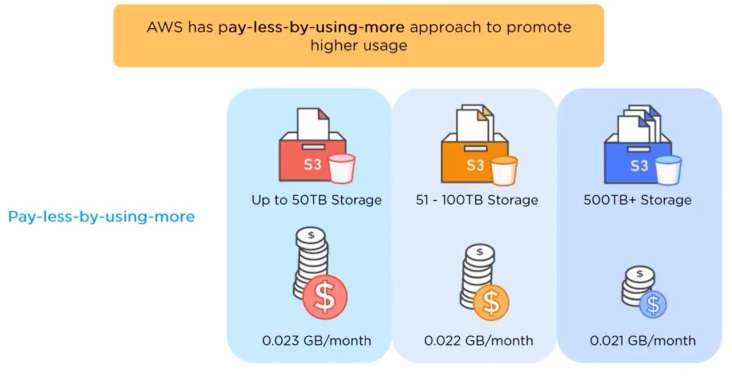 AWS has pay-less-by-using-more approach to promote
higher usage
S3
S3
S3
Up to 50TB Storage
51 - 100TB Storage
500TB+ Storage
Pay-less-by-using-more
$
$
$
$
$
$
0.023 GB/month
0.022 GB/month
0.021 GB/month